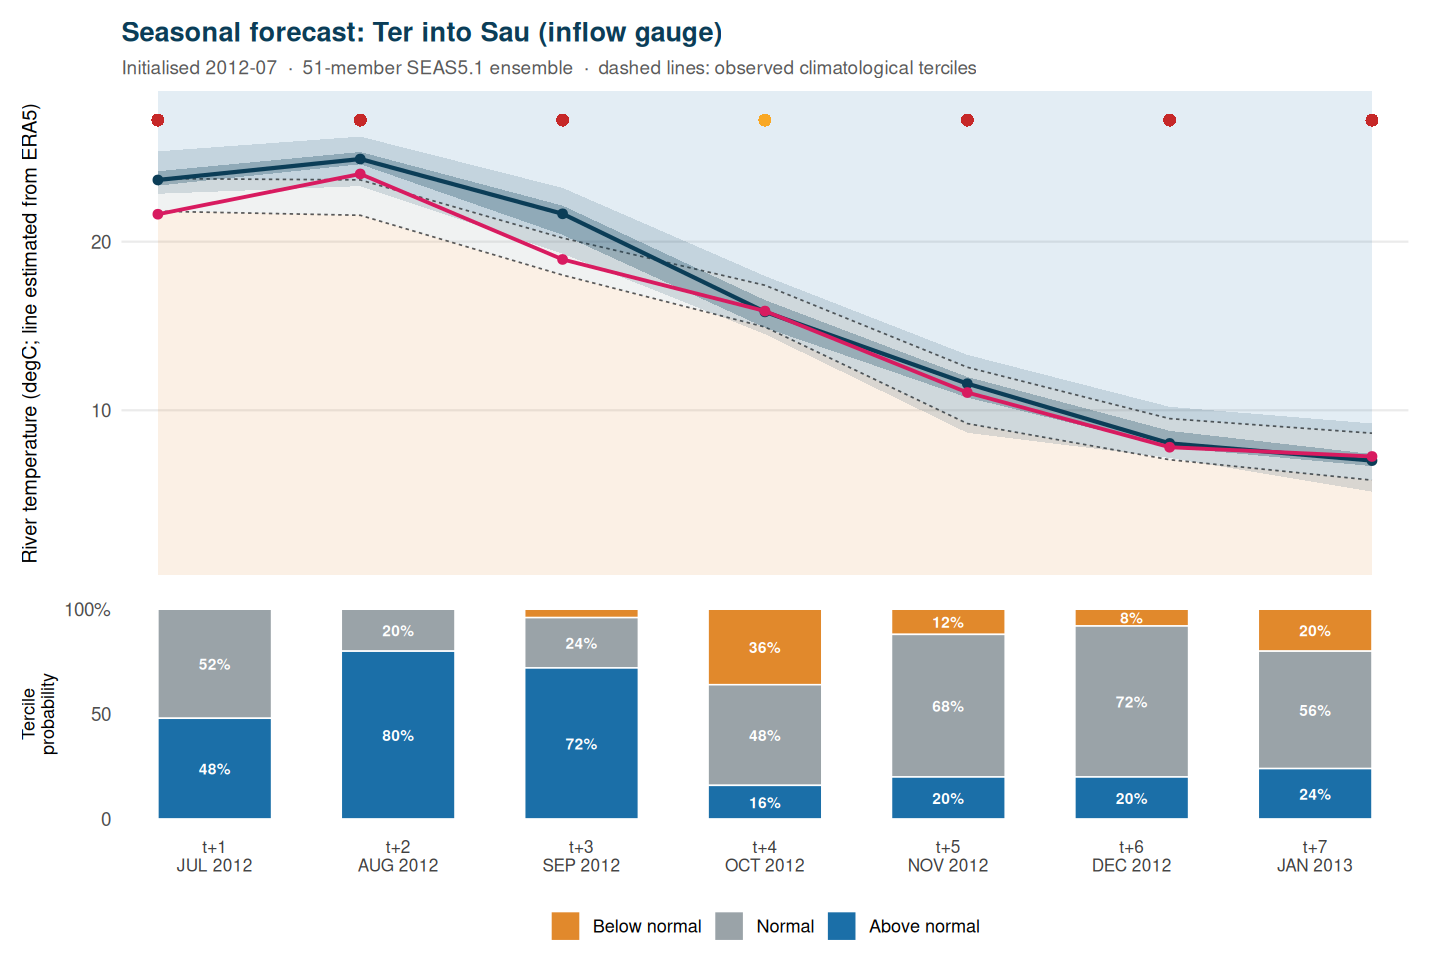 Seasonal forecast: Ter into Sau (inflow gauge)
Initialised 2012-07 · 51-member SEAS5.1 ensemble · dashed lines: observed climatological terciles
River temperature (degC; line estimated from ERA5)
20
10
Tercile
probability
100%
50
0
52%
48%
20%
80%
24%
72%
36%
48%
16%
12%
68%
20%
8%
72%
20%
20%
56%
24%
t+1
JUL 2012
t+2
AUG 2012
t+3
SEP 2012
t+4
OCT 2012
t+5
NOV 2012
t+6
DEC 2012
t+7
JAN 2013
Below normal
Normal
Above normal